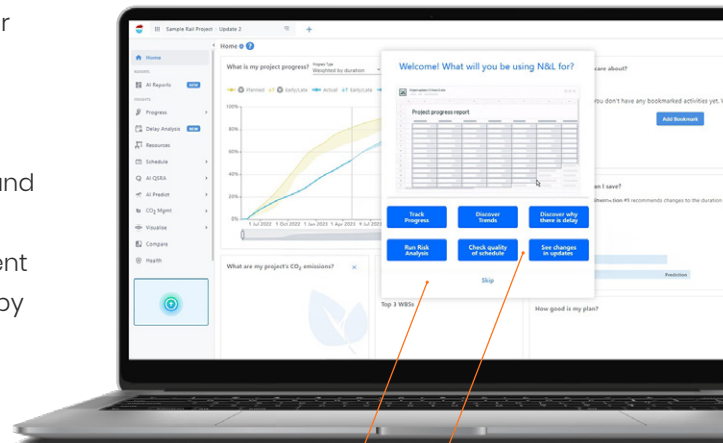 r
und
ent
by
Sample Rail Project / Update 2
+
Home
What is my project progress?
Progress Type
Weighted by duration
Planned
Early/Late
Actual
Early/Late
100%
80%
60%
40%
20%
0%
1 Jul 2022
1 Oct 2022
1 Jan 2023
1 Apr 2023
1 Jul 2023
What are my project's CO2 emissions?
Home
AI Reports NEW
Progress
Delay Analysis NEW
Resources
Schedule
AI QSRA
AI Predict
CO2 Mgmt
Visualise
Compare
Health
Welcome! What will you be using N&L for?
Project progress report
Track Progress
Discover Trends
Discover why there is delay
Run Risk Analysis
Check quality of schedule
See changes in updates
Skip
Top 3 WBSs
care about?
you don't have any bookmarked activities yet.
Add Bookmark
n I save?
recommends changes to the duration
Prediction
How good is my plan?